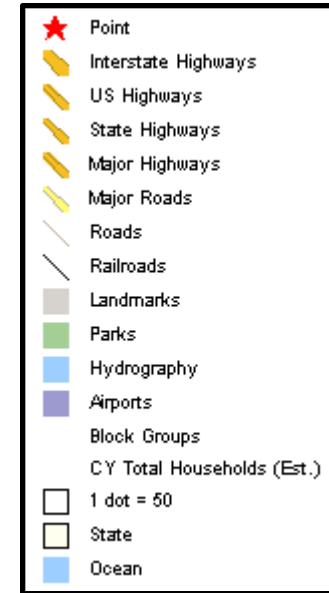 Point
Interstate Highways
US Highways
State Highways
Major Highways
Major Roads
Roads
Railroads
Landmarks
Parks
Hydrography
Airports
Block Groups
CY Total Households (Est.)
1 dot = 50
State
Ocean